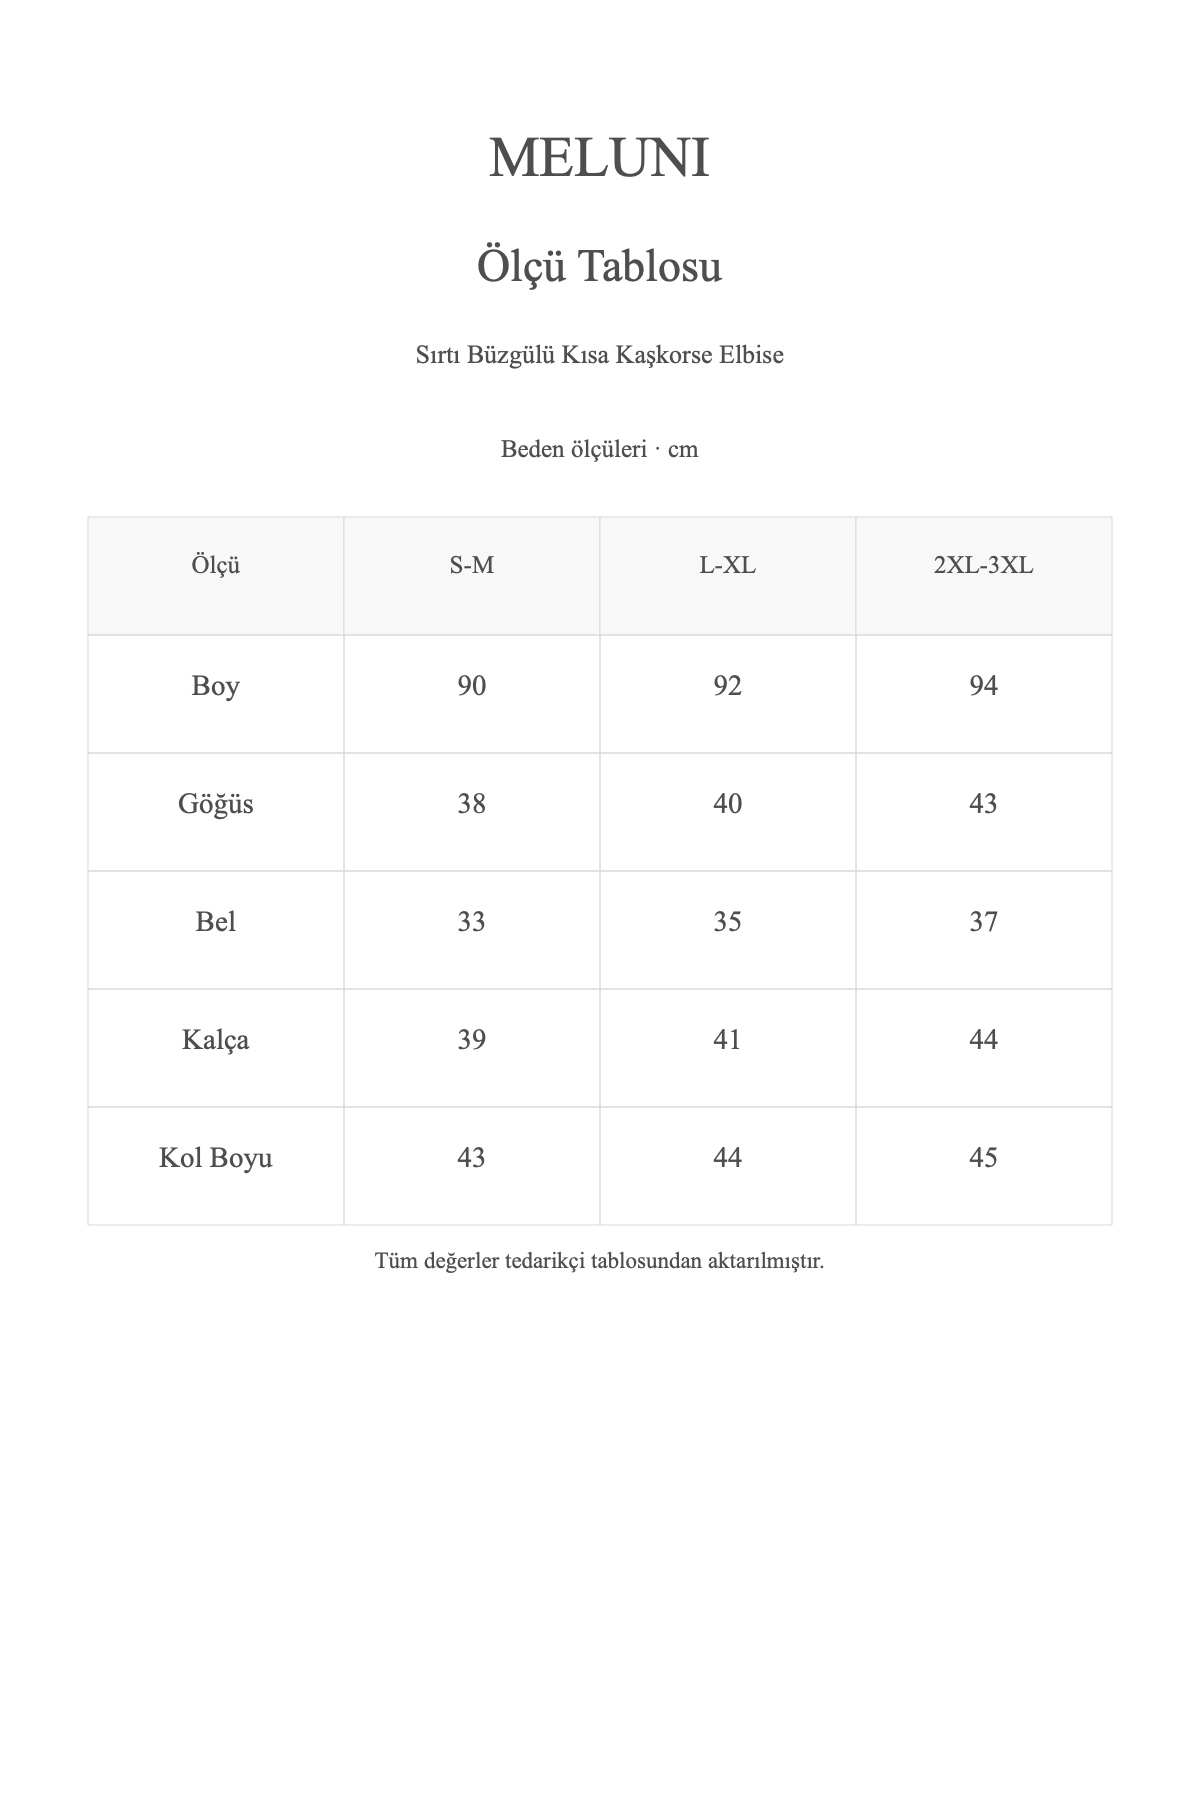 MELUNI
Ölçü Tablosu
Sırtı Büzgülü Kısa Kaşkorse Elbise
Beden ölçüleri · cm
Ölçü S-M L-XL 2XL-3XL
Boy 90 92 94
Göğüs 38 40 43
Bel 33 35 37
Kalça 39 41 44
Kol Boyu 43 44 45
Tüm değerler tedarikçi tablosundan aktarılmıştır.